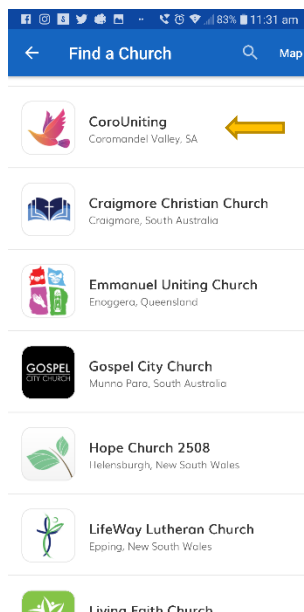 83% 11:31 am
Find a Church
Map
CoroUniting
Coromandel Valley, SA
Craigmore Christian Church
Craigmore, South Australia
Emmanuel Uniting Church
Enoggera, Queensland
GOSPEL
CITY CHURCH
Gospel City Church
Munno Para, South Australia
Hope Church 2508
Helensburgh, New South Wales
LifeWay Lutheran Church
Epping, New South Wales
Living Faith Church